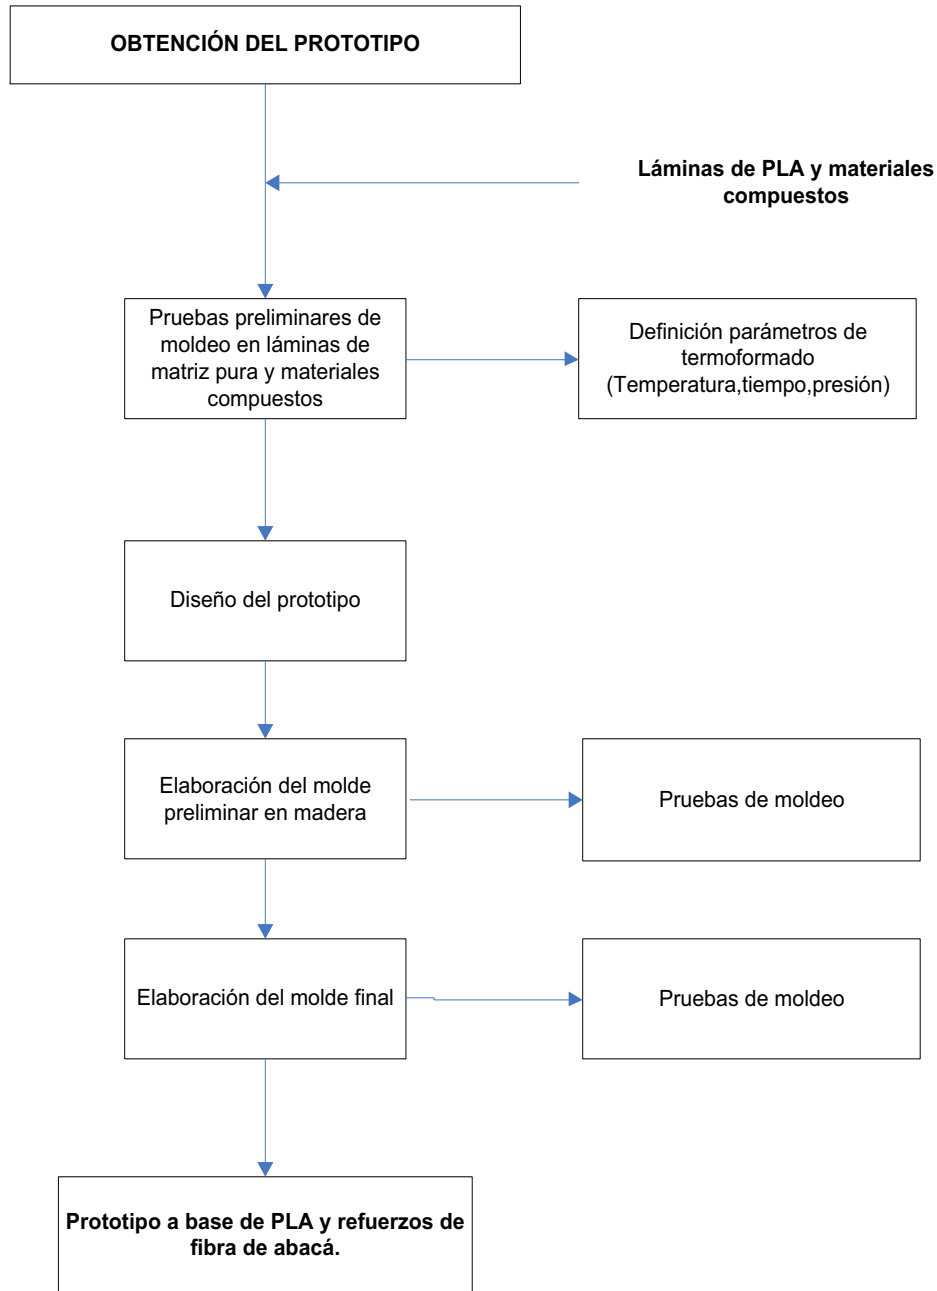 OBTENCIÓN DEL PROTOTIPO
Láminas de PLA y materiales
compuestos
Pruebas preliminares de
moldeo en láminas de
matriz pura y materiales
compuestos
Definición parámetros de
termoformado
(Temperatura,tiempo,presión)
Diseño del prototipo
Elaboración del molde
preliminar en madera
Pruebas de moldeo
Elaboración del molde final
Pruebas de moldeo
Prototipo a base de PLA y refuerzos de
fibra de abacá.